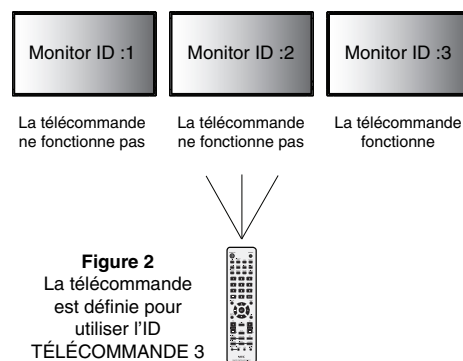 Monitor ID :1
Monitor ID :2
Monitor ID :3
La télécommande
ne fonctionne pas
La télécommande
ne fonctionne pas
La télécommande
fonctionne
Figure 2
La télécommande
est définie pour
utiliser l’ID
TÉLÉCOMMANDE 3